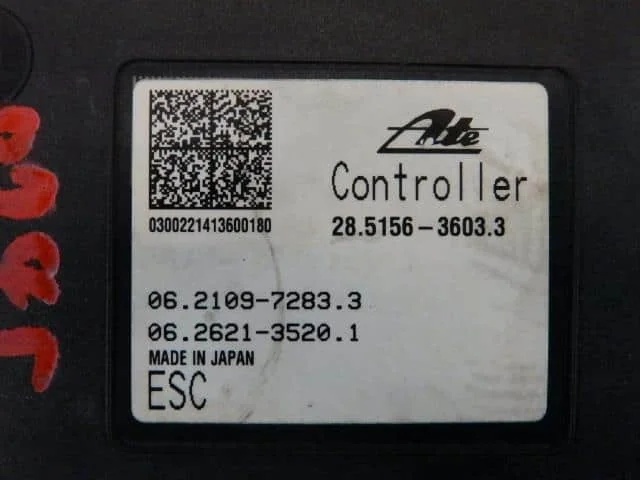 Ate
Controller
0300221413600180
28.5156-3603.3
06.2109-7283.3
06.2621-3520.1
MADE IN JAPAN
ESC